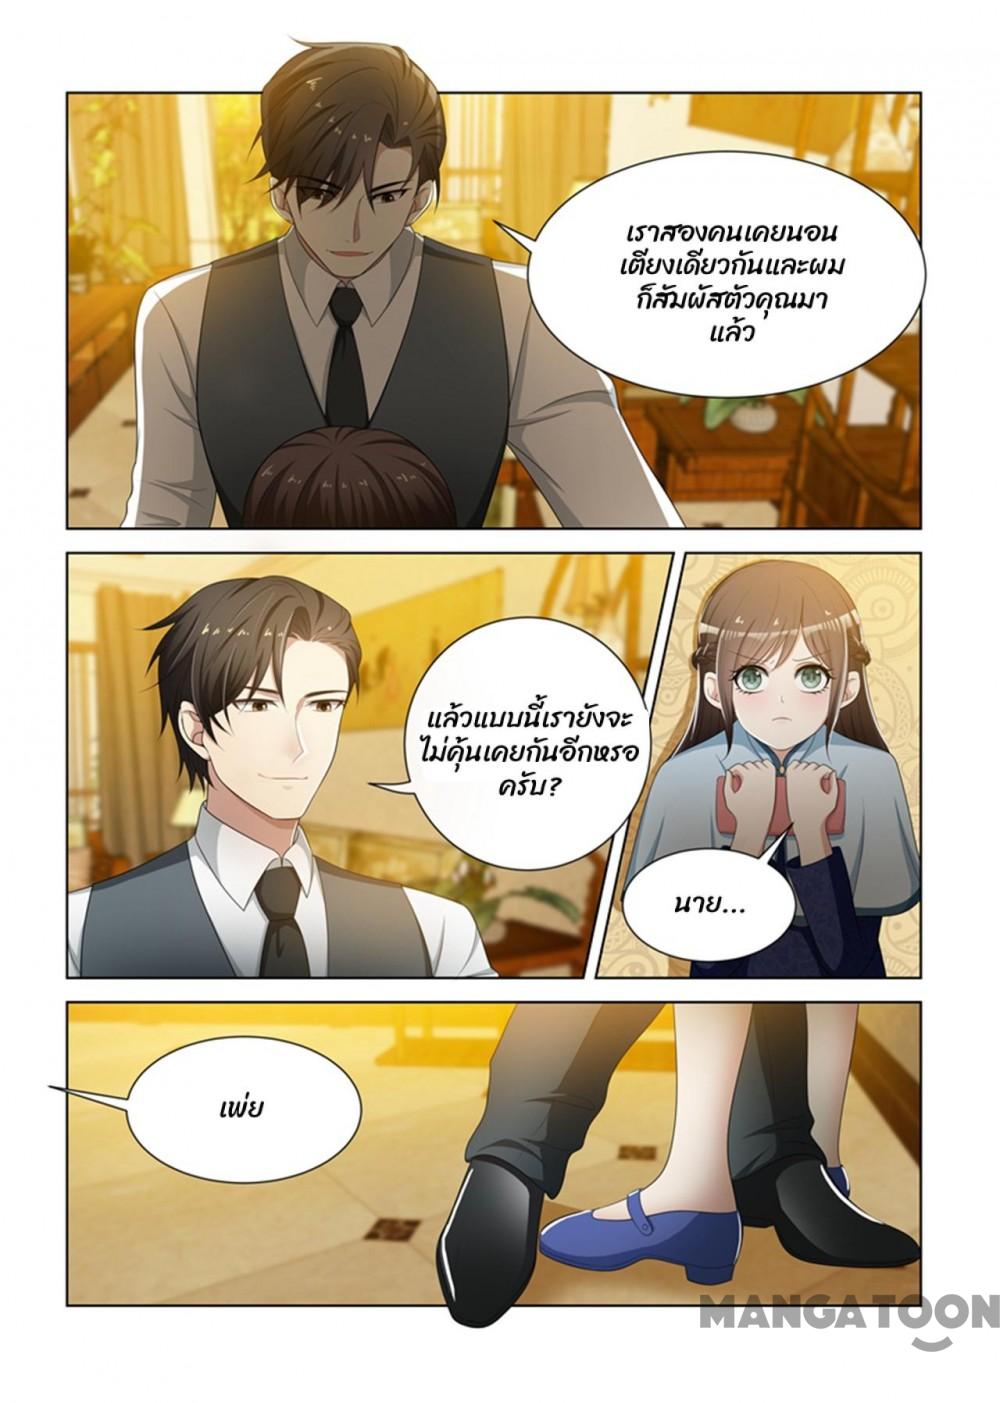 เราสองคนเคยนอน
เตียงเดียวกันและผม
ก็สัมผัสตัวคุณมา
แล้ว
แล้วแบบนี้เรายังจะ
ไม่คุ้นเคยกันอีกหรอ
ครับ?
นาย...
เพ่ย
MANGATOON